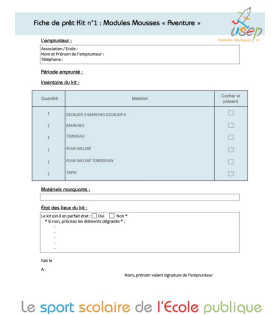 Fiche de prêt Kit n°1 : Modules Mousses « Aventure »
usep
L'emprunteur :
Association / Ecole :
Nom et Prénom de l'emprunteur :
Téléphone :
Période emprunté :
Inventaire du kit :
Quantité Matériel Cocher si présent
1 ESCALIER 3 MARCHES ESCALIER 4
1 MARCHES
1 TONNEAU
1 PLAN INCLINÉ
1 PLAN INCLINÉ TOBOGGAN
1 TAPIS
Matériels manquants :
État des lieux du kit :
Le kit est il en parfait état : Oui Non *
* Si non, précisez les éléments dégradés * :
-
-
-
-
Fait le
A
Nom, prénom valant signature de l'emprunteur
Le sport scolaire de l'Ecole publique